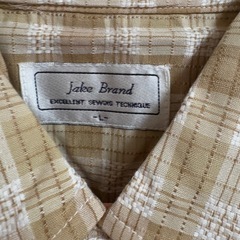 Jake Brand
EXCELLENT SEWING TECHNIQUE
-L-